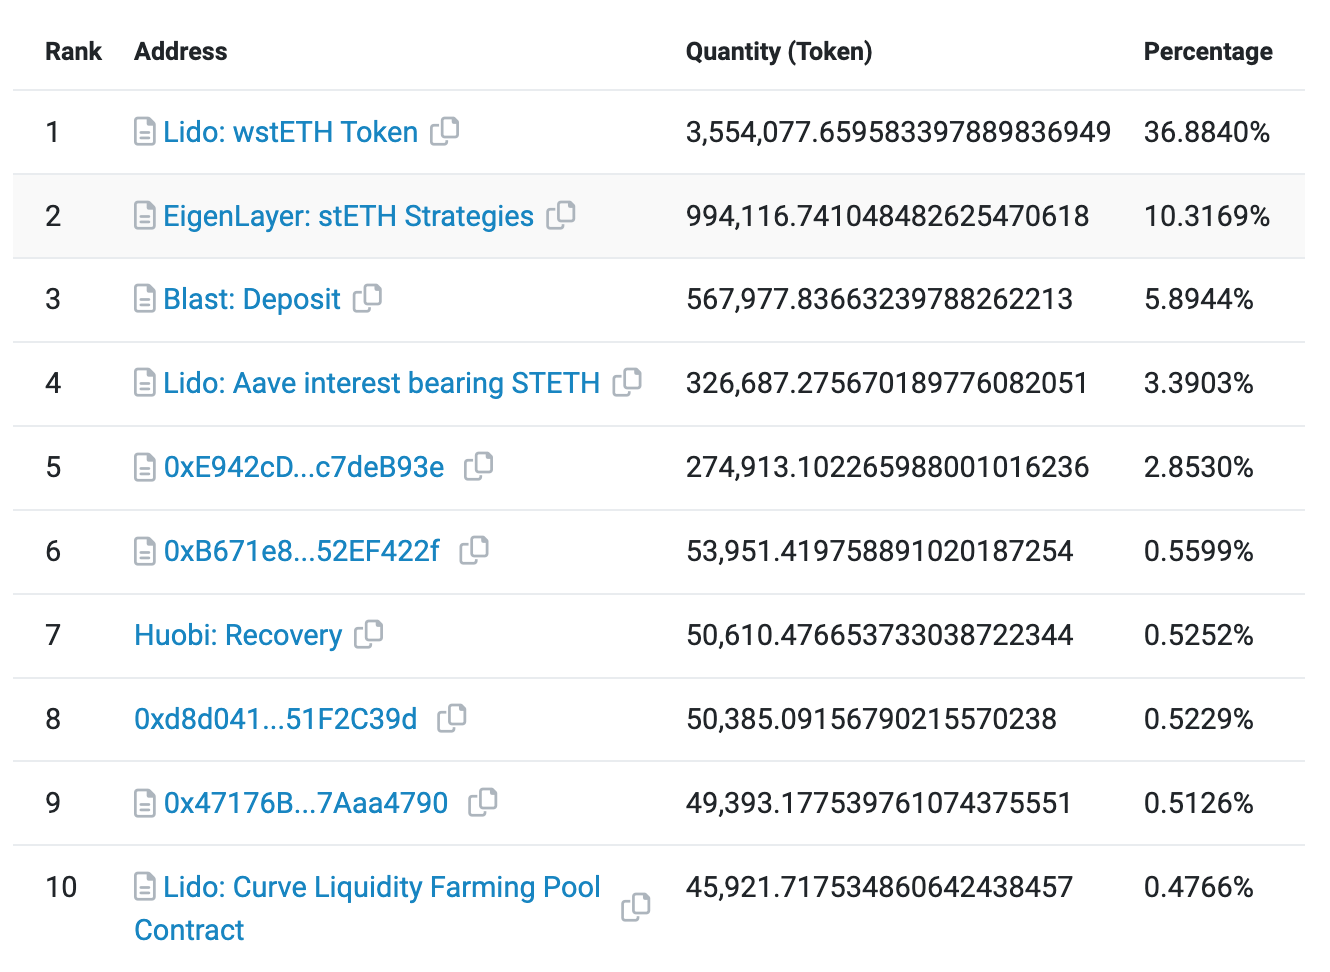 Rank Address Quantity (Token) Percentage
1 Lido: wstETH Token 3,554,077.659583397889836949 36.8840%
2 EigenLayer: stETH Strategies 994,116.741048482625470618 10.3169%
3 Blast: Deposit 567,977.83663239788262213 5.8944%
4 Lido: Aave interest bearing STETH 326,687.275670189776082051 3.3903%
5 0xE942cD...c7deB93e 274,913.102265988001016236 2.8530%
6 0xB671e8...52EF422f 53,951.419758891020187254 0.5599%
7 Huobi: Recovery 50,610.476653733038722344 0.5252%
8 0xd8d041...51F2C39d 50,385.09156790215570238 0.5229%
9 0x47176B...7Aaa4790 49,393.177539761074375551 0.5126%
10 Lido: Curve Liquidity Farming Pool 45,921.717534860642438457 0.4766%
Contract